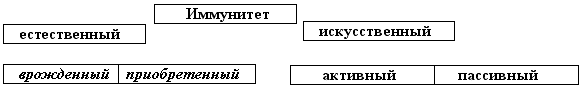 Иммунитет
естественный
искусственный
врожденный
приобретенный
активный
пассивный